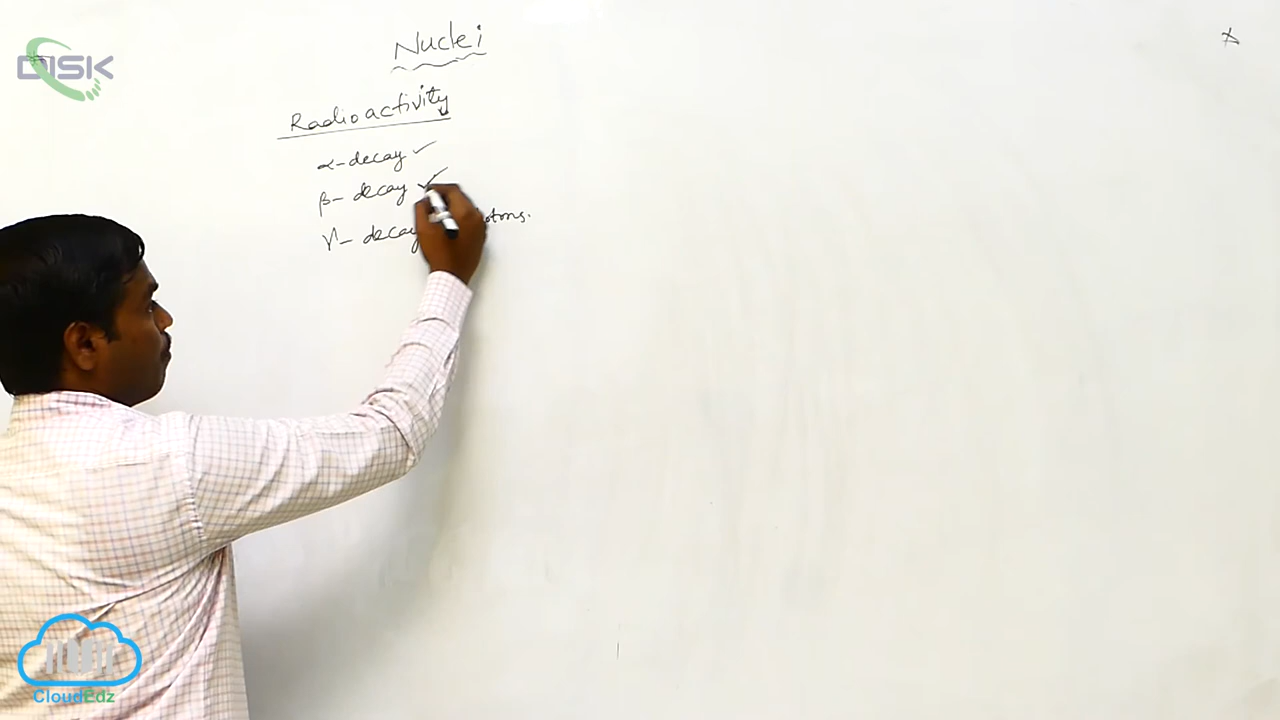 Nuclei
DISK
Radioactivity
α-decay ✓
β-decay ✓
γ-decay
CloudEdz